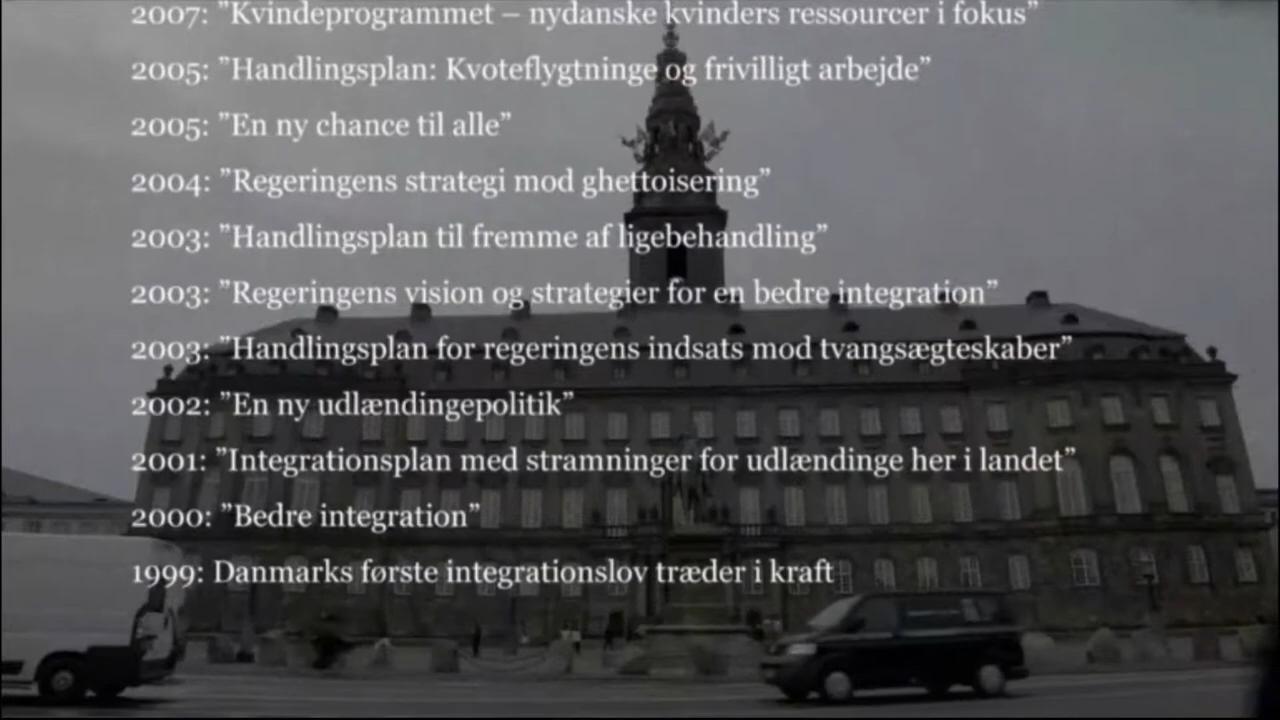 2007: ”Kvindeprogrammet – nydanske kvinders ressourcer i fokus”
2005: ”Handlingsplan: Kvoteflygtninge og frivilligt arbejde”
2005: ”En ny chance til alle”
2004: ”Regeringens strategi mod ghettoisering”
2003: ”Handlingsplan til fremme af ligebehandling”
2003: ”Regeringens vision og strategier for en bedre integration”
2003: ”Handlingsplan for regeringens indsats mod tvangsægteskaber”
2002: ”En ny udlændingepolitik”
2001: ”Integrationsplan med stramninger for udlændinge her i landet”
2000: ”Bedre integration”
1999: Danmarks første integrationslov træder i kraft